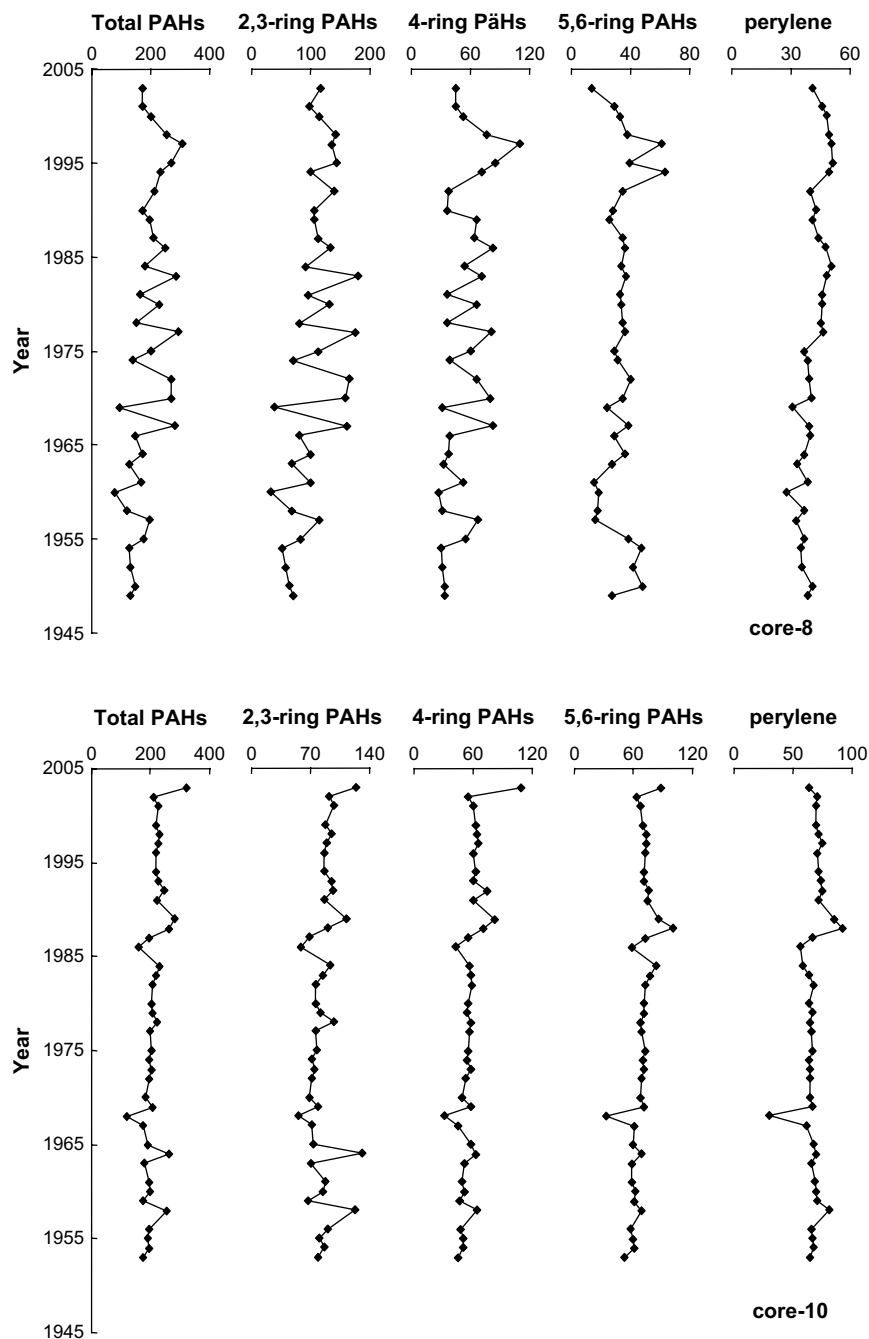 Total PAHs 2,3-ring PAHs 4-ring PäHs 5,6-ring PAHs perylene
0 200 400 0 100 200 0 40 80 120 0 40 80 0 30 60
2005
1995
1985
1975
1965
1955
1945
Year
core-8
Total PAHs 2,3-ring PAHs 4-ring PAHs 5,6-ring PAHs perylene
0 200 400 0 70 140 0 60 120 0 60 120 0 50 100
2005
1995
1985
1975
1965
1955
1945
Year
core-10